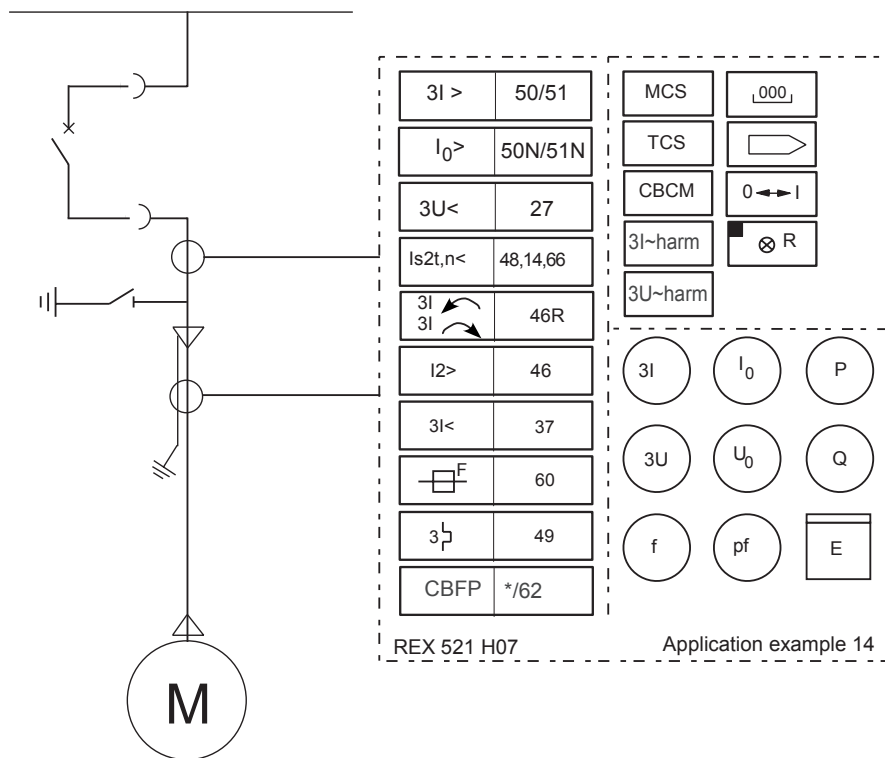 3I > 50/51
I0> 50N/51N
3U< 27
Is2t,n< 48,14,66
3I
3I 46R
I2> 46
3I< 37
F 60
3 49
CBFP */62
MCS 000
TCS
CBCM 0 I
3I~harm R
3U~harm
3I I0 P
3U U0 Q
f pf E
REX 521 H07 Application example 14
M